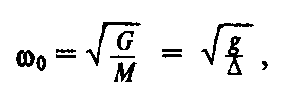 ω₀ = √(G/M) = √(g/Δ) ,